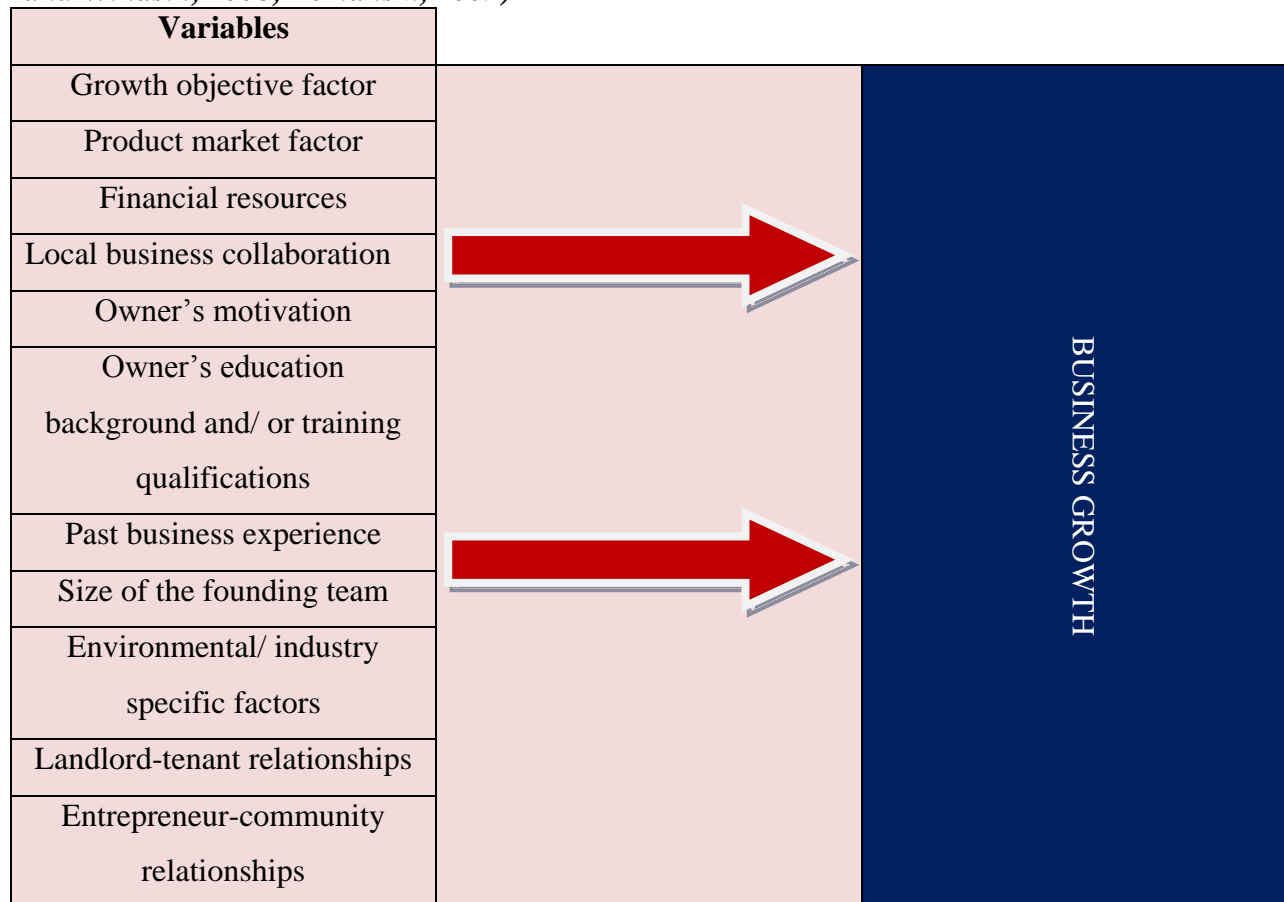 Variables
Growth objective factor
Product market factor
Financial resources
Local business collaboration
Owner’s motivation
Owner’s education
background and/ or training
qualifications
Past business experience
Size of the founding team
Environmental/ industry
specific factors
Landlord-tenant relationships
Entrepreneur-community
relationships
BUSINESS GROWTH